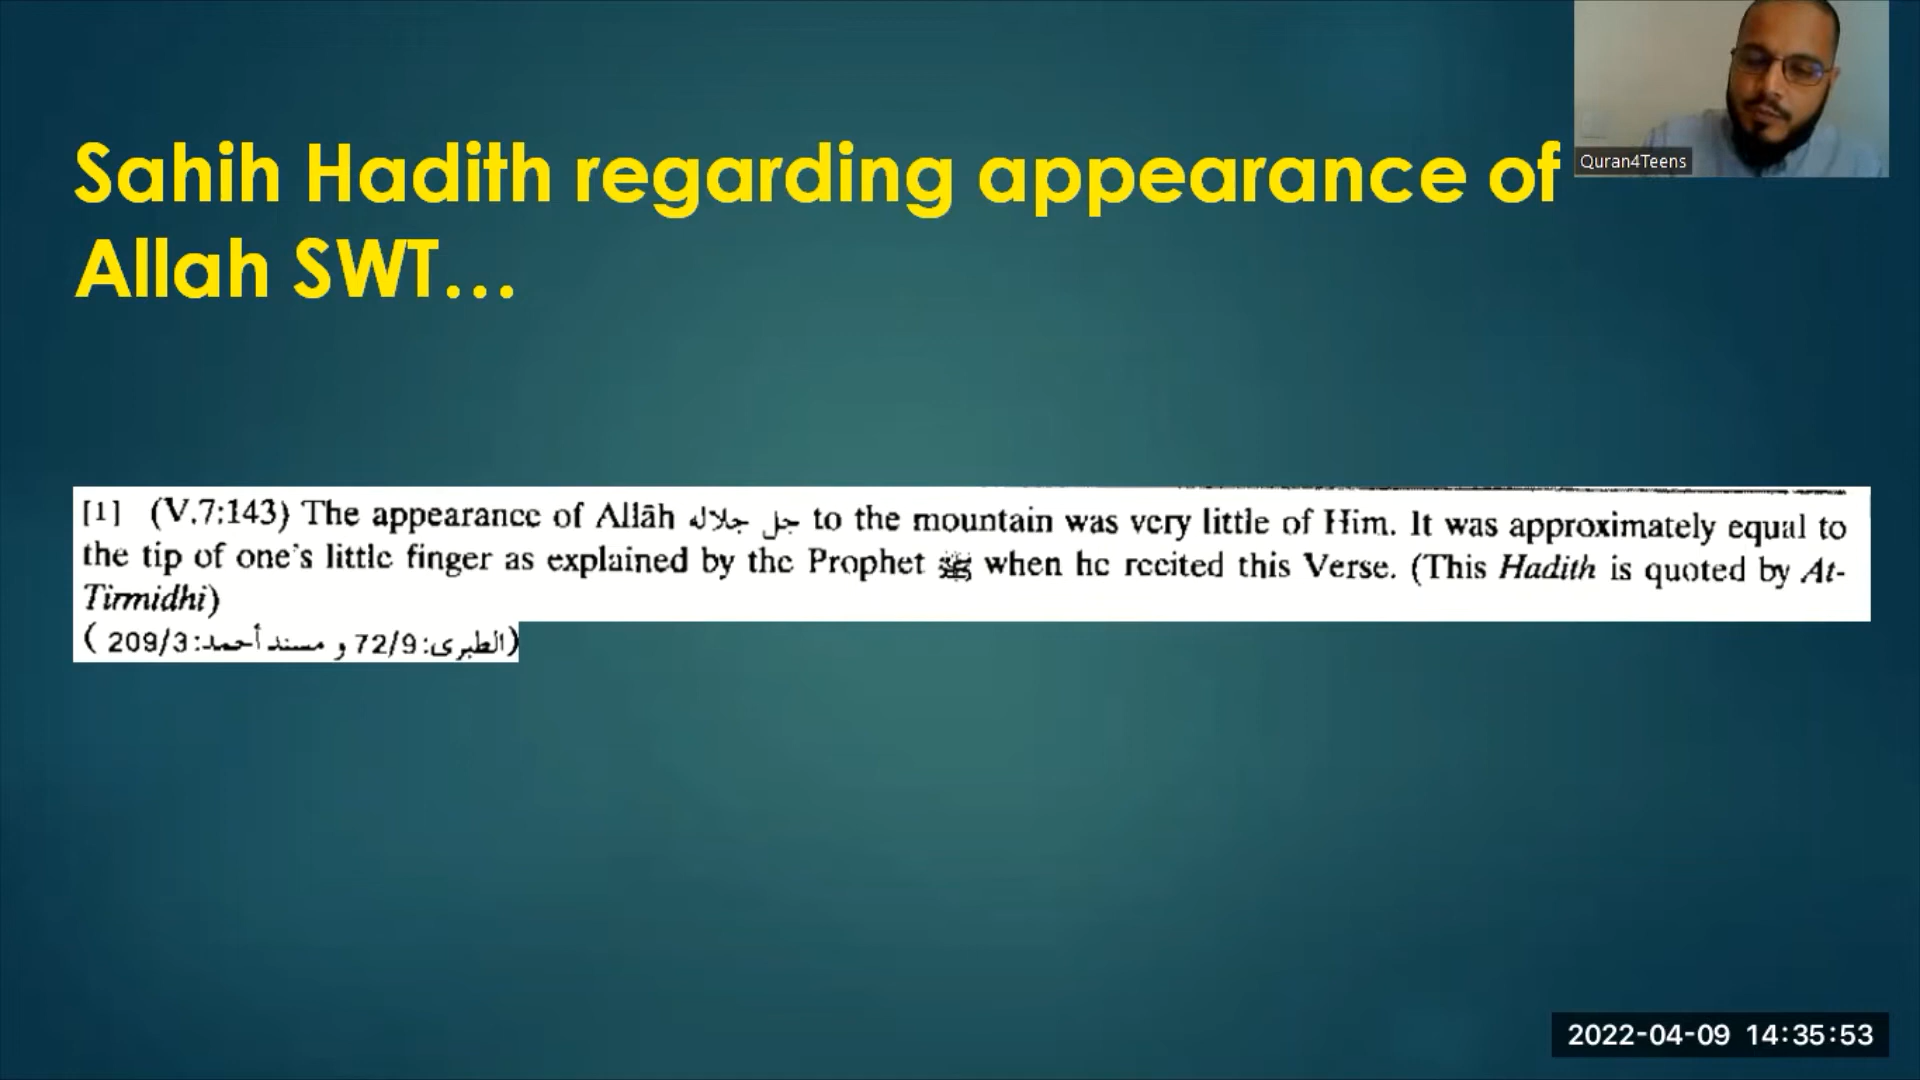 Sahih Hadith regarding appearance of
Allah SWT...
Quran4Teens
[1] (V.7:143) The appearance of Allāh جل جلاله to the mountain was very little of Him. It was approximately equal to
the tip of one's little finger as explained by the Prophet ﷺ when he recited this Verse. (This Hadith is quoted by At-
Tirmidhi)
(الطبرى:72/9 و مسند أحمد:209/3 )
2022-04-09 14:35:53